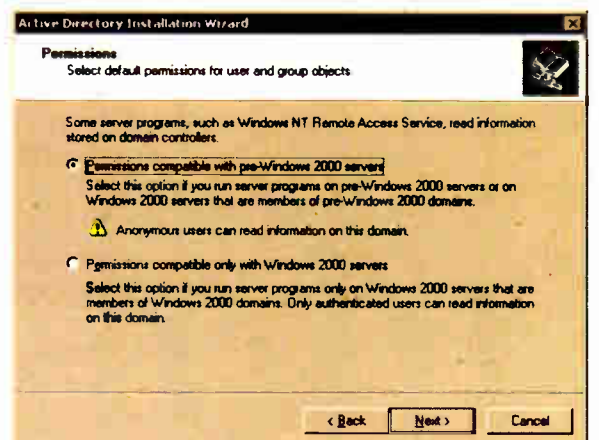 Active Directory Installation Wizard
Permissions
Select default permissions for user and group objects
Some server programs, such as Windows NT Remote Access Service, read information
stored on domain controllers.
Permissions compatible with pre-Windows 2000 servers
Select this option if you run server programs on pre-Windows 2000 servers or on
Windows 2000 servers that are members of pre-Windows 2000 domains.
Anonymous users can read information on this domain.
Permissions compatible only with Windows 2000 servers
Select this option if you run server programs only on Windows 2000 servers that are
members of Windows 2000 domains. Only authenticated users can read information
on this domain.
< Back Next > Cancel